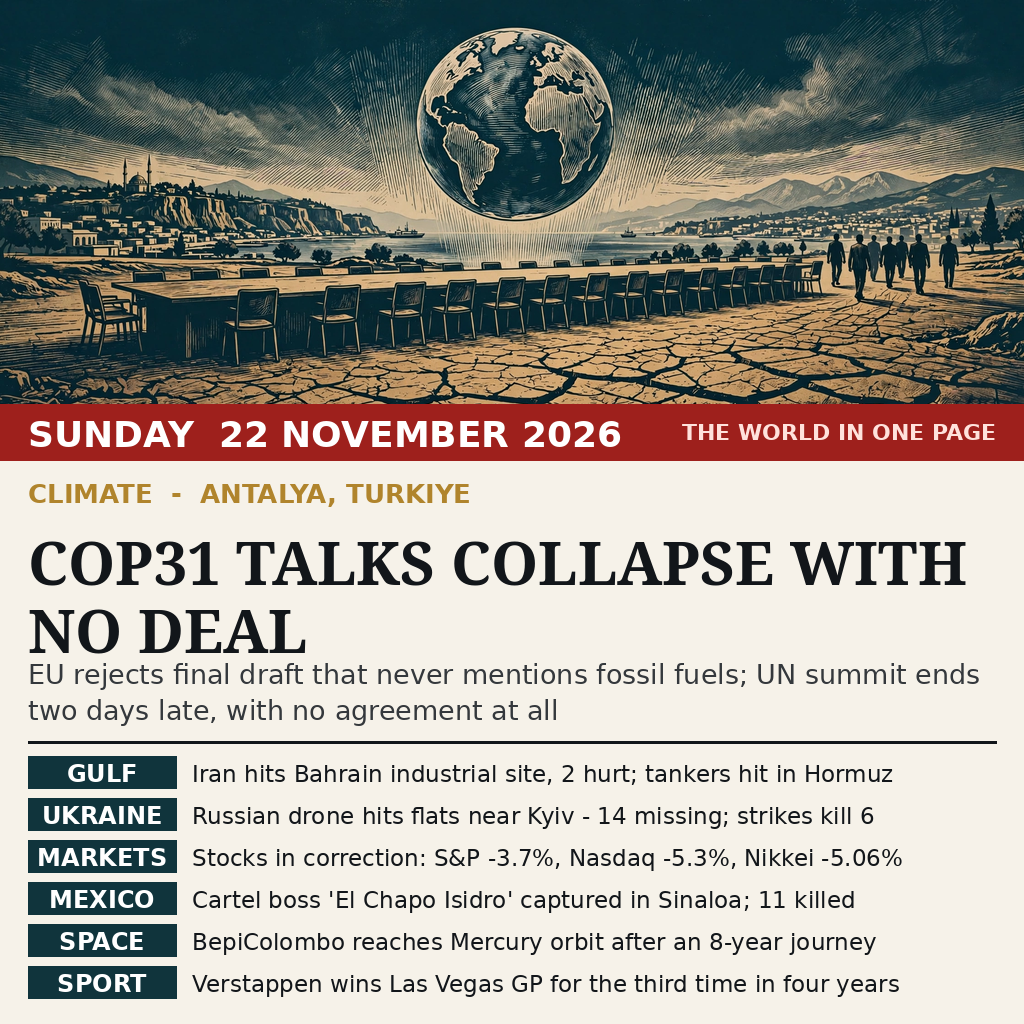 SUNDAY 22 NOVEMBER 2026
THE WORLD IN ONE PAGE
CLIMATE - ANTALYA, TURKIYE
COP31 TALKS COLLAPSE WITH
NO DEAL
EU rejects final draft that never mentions fossil fuels; UN summit ends
two days late, with no agreement at all
GULF Iran hits Bahrain industrial site, 2 hurt; tankers hit in Hormuz
UKRAINE Russian drone hits flats near Kyiv - 14 missing; strikes kill 6
MARKETS Stocks in correction: S&P -3.7%, Nasdaq -5.3%, Nikkei -5.06%
MEXICO Cartel boss 'El Chapo Isidro' captured in Sinaloa; 11 killed
SPACE BepiColombo reaches Mercury orbit after an 8-year journey
SPORT Verstappen wins Las Vegas GP for the third time in four years